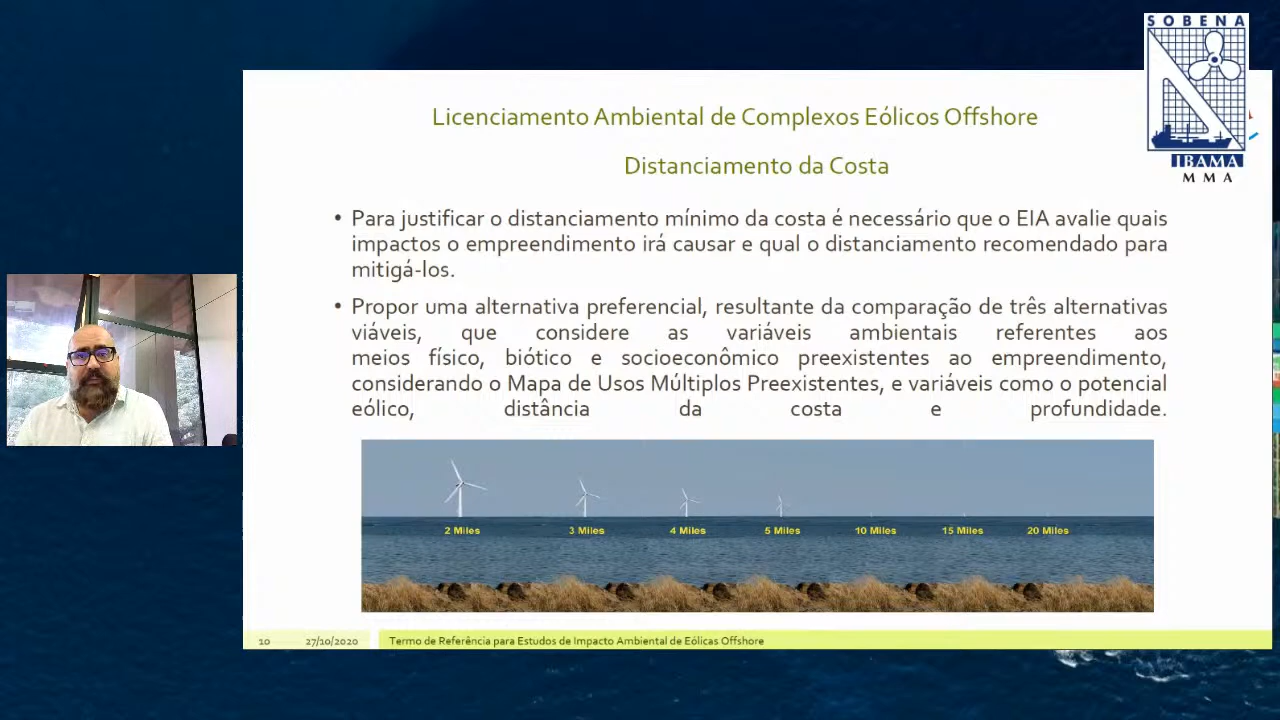 SOBENA
IBAMA
MMA
Licenciamento Ambiental de Complexos Eólicos Offshore
Distanciamento da Costa
• Para justificar o distanciamento mínimo da costa é necessário que o EIA avalie quais
impactos o empreendimento irá causar e qual o distanciamento recomendado para
mitigá-los.
• Propor uma alternativa preferencial, resultante da comparação de três alternativas
viáveis, que considere as variáveis ambientais referentes aos
meios físico, biótico e socioeconômico preexistentes ao empreendimento,
considerando o Mapa de Usos Múltiplos Preexistentes, e variáveis como o potencial
eólico, distância da costa e profundidade.
2 Miles 3 Miles 4 Miles 5 Miles 10 Miles 15 Miles 20 Miles
10 27/10/2020 Termo de Referência para Estudos de Impacto Ambiental de Eólicas Offshore